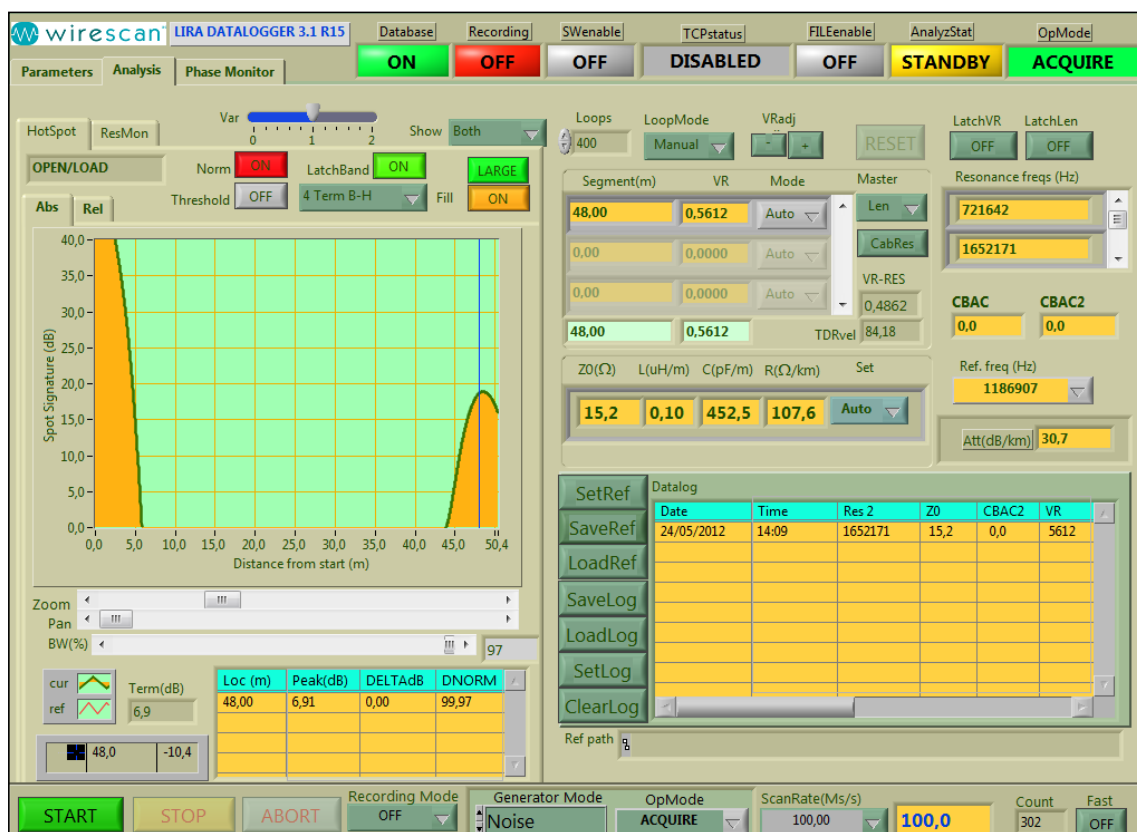 wirescan LIRA DATALOGGER 3.1 R15 Database Recording SWenable TCPstatus FILEenable AnalyzStat OpMode
ON OFF OFF DISABLED OFF STANDBY ACQUIRE
Parameters Analysis Phase Monitor
HotSpot ResMon Var 0 1 2 Show Both
OPEN/LOAD Norm ON LatchBand ON LARGE
Threshold OFF 4 Term B-H Fill ON
Abs Rel
Spot Signature (dB)
40,0
35,0
30,0
25,0
20,0
15,0
10,0
5,0
0,0
0,0 5,0 10,0 15,0 20,0 25,0 30,0 35,0 40,0 45,0 50,4
Distance from start (m)
Zoom
Pan
BW(%) 97
cur
ref
Term(dB)
6,9
Loc (m) Peak(dB) DELTAdB DNORM
48,00 6,91 0,00 99,97
48,0 -10,4
Loops LoopMode VRadj LatchVR LatchLen
400 Manual - + RESET OFF OFF
Segment(m) VR Mode Master
48,00 0,5612 Auto Len
0,00 0,0000 Auto CabRes
0,00 0,0000 Auto
VR-RES
0,4862
48,00 0,5612 TDRvel 84,18
Resonance freqs (Hz)
721642
1652171
CBAC CBAC2
0,0 0,0
Z0(Ω) L(uH/m) C(pF/m) R(Ω/km) Set
15,2 0,10 452,5 107,6 Auto
Ref. freq (Hz)
1186907
Att(dB/km) 30,7
SetRef
SaveRef
LoadRef
SaveLog
LoadLog
SetLog
ClearLog
Datalog
Date Time Res 2 Z0 CBAC2 VR
24/05/2012 14:09 1652171 15,2 0,0 5612
Ref path
START STOP ABORT
Recording Mode
OFF
Generator Mode
Noise
OpMode
ACQUIRE
ScanRate(Ms/s)
100,00
100,0
Count
302
Fast
OFF